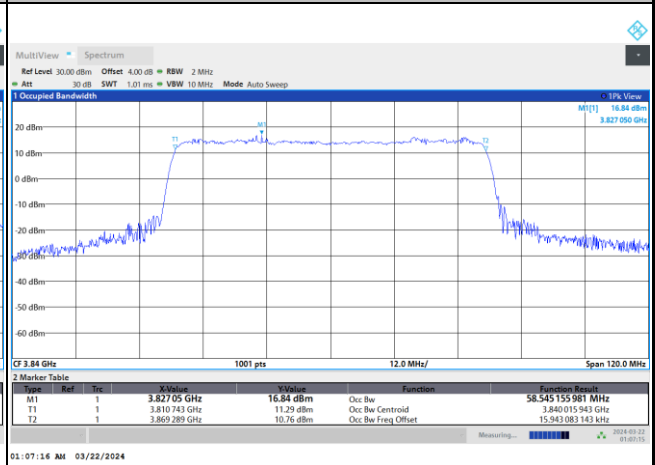 MultiView Spectrum
Ref Level 30.00 dBm Offset 4.00 dB RBW 2 MHz
Att 30 dB SWT 1.01 ms VBW 10 MHz Mode Auto Sweep
1 Occupied Bandwidth 1Pk View
M1[1] 16.84 dBm
3.827 050 GHz
M1
T1
T2
20 dBm
10 dBm
0 dBm
-10 dBm
-20 dBm
-30 dBm
-40 dBm
-50 dBm
-60 dBm
CF 3.84 GHz 1001 pts 12.0 MHz/ Span 120.0 MHz
2 Marker Table
Type Ref Trc X-Value Y-Value Function Function Result
M1 1 3.827 05 GHz 16.84 dBm Occ Bw 58.545 155 981 MHz
T1 1 3.810 743 GHz 11.29 dBm Occ Bw Centroid 3.840 015 943 GHz
T2 1 3.869 289 GHz 10.76 dBm Occ Bw Freq Offset 15.943 083 143 kHz
Measuring... 2024-03-22
01:07:15
01:07:16 AM 03/22/2024